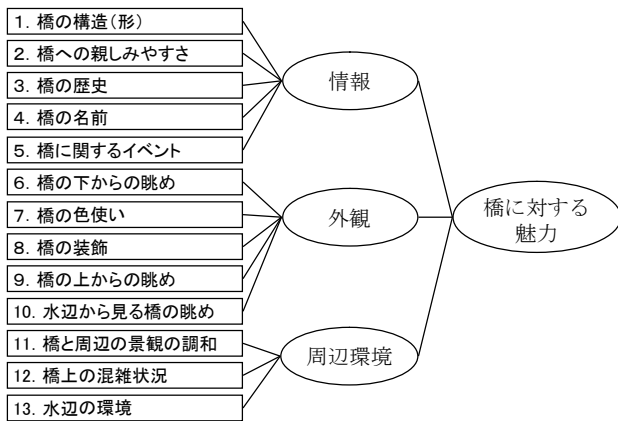 1. 橋の構造(形)
2. 橋への親しみやすさ
3. 橋の歴史
4. 橋の名前
5. 橋に関するイベント
6. 橋の下からの眺め
7. 橋の色使い
8. 橋の装飾
9. 橋の上からの眺め
10. 水辺から見る橋の眺め
11. 橋と周辺の景観の調和
12. 橋上の混雑状況
13. 水辺の環境
情報
外観
周辺環境
橋に対する
魅力